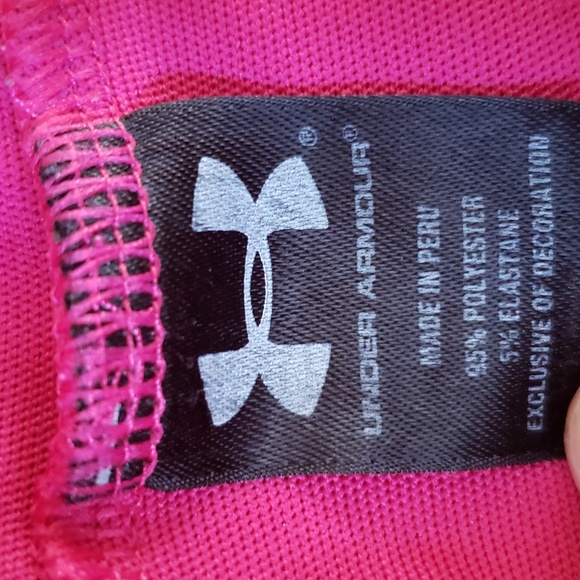 ®
UNDER ARMOUR®
MADE IN PERU
95% POLYESTER
5% ELASTANE
EXCLUSIVE OF DECORATION